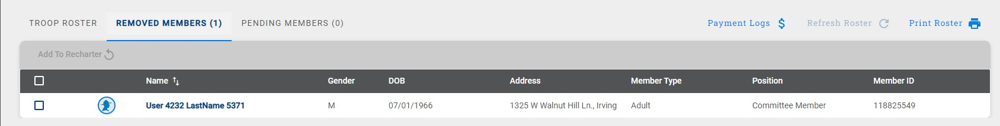 TROOP ROSTER REMOVED MEMBERS (1) PENDING MEMBERS (0) Payment Logs $ Refresh Roster Print Roster
Add To Recharter
Name Gender DOB Address Member Type Position Member ID
User 4232 LastName 5371 M 07/01/1966 1325 W Walnut Hill Ln., Irving Adult Committee Member 118825549